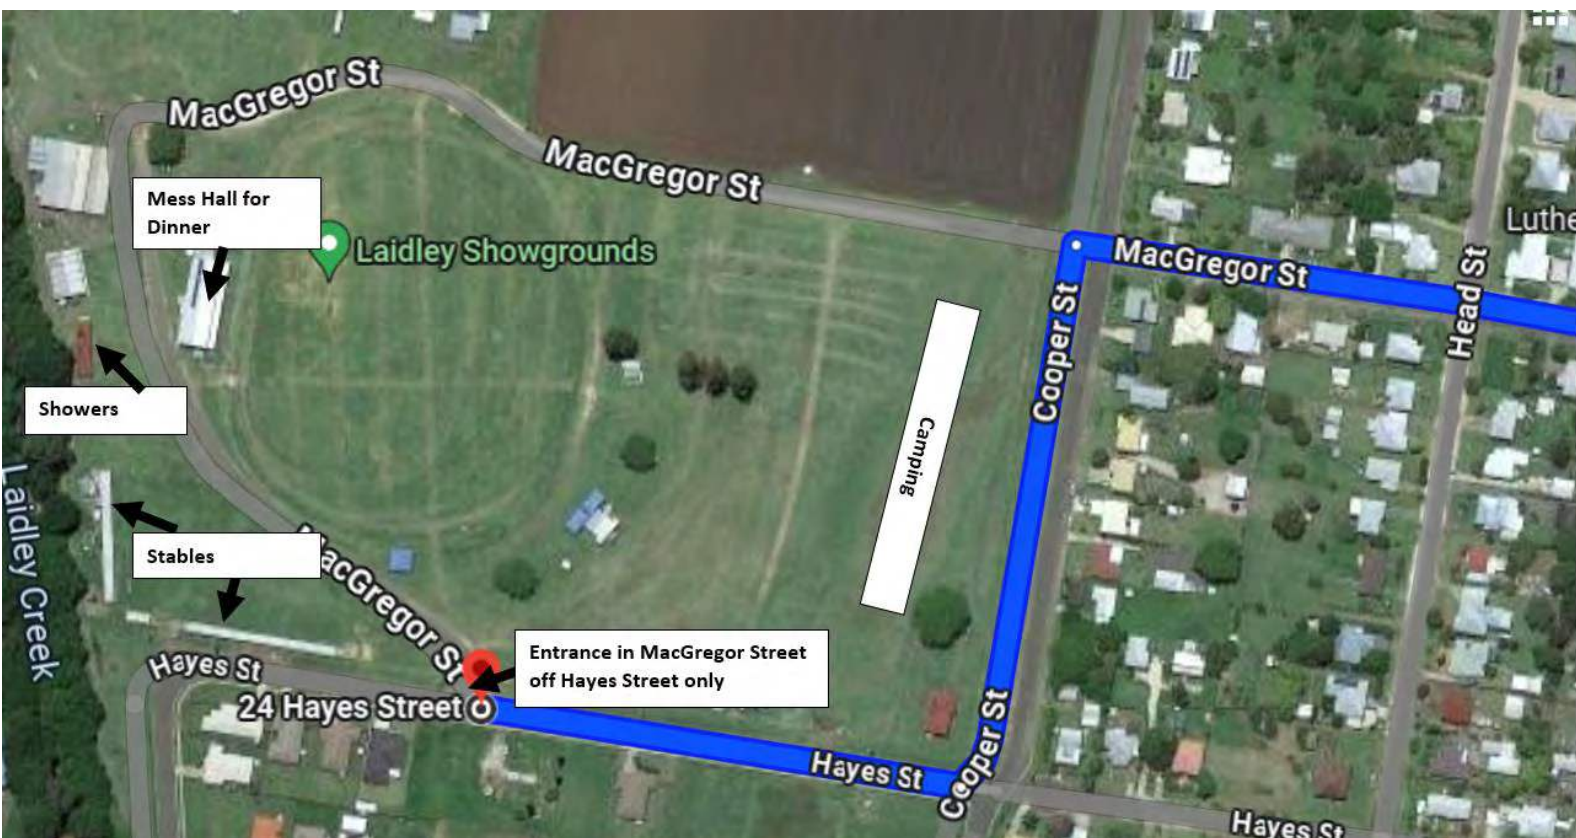 MacGregor St
MacGregor St
Mess Hall for
Dinner
Laidley Showgrounds
Luthe
MacGregor St
Head St
Cooper St
Showers
Camping
Laidley Creek
Stables
MacGregor St
Entrance in MacGregor Street
off Hayes Street only
Hayes St
24 Hayes Street
Hayes St
Cooper St
Hayes St